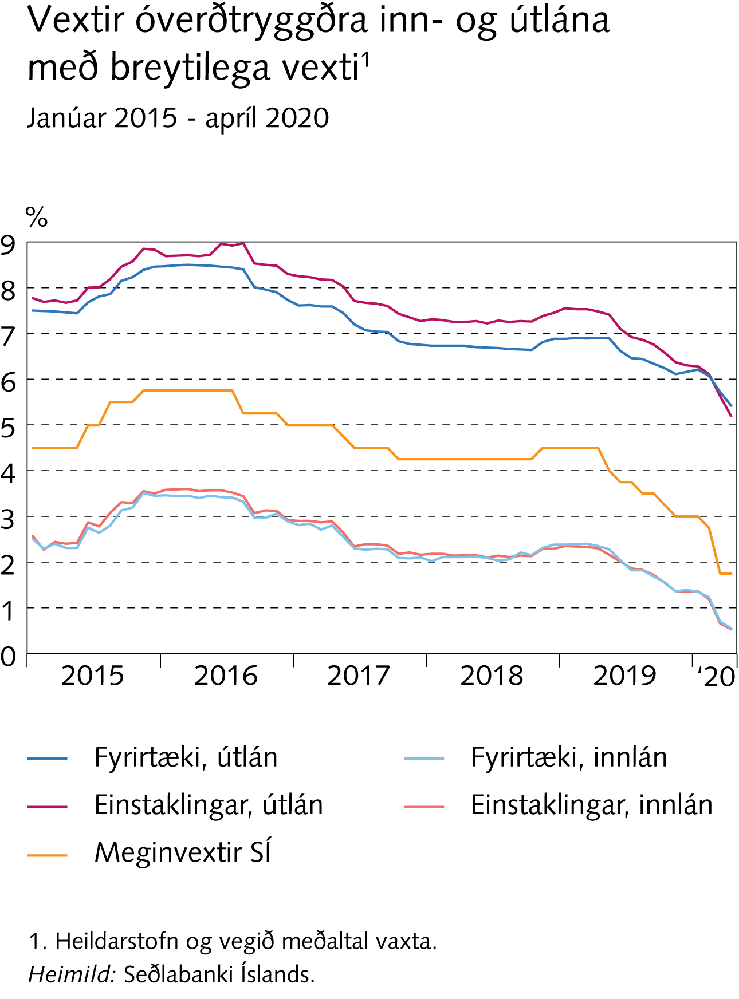 Vextir óverðtryggðra inn- og útlána
með breytilega vexti¹
Janúar 2015 - apríl 2020
%
9
8
7
6
5
4
3
2
1
0
2015 2016 2017 2018 2019 ‘20
Fyrirtæki, útlán
Fyrirtæki, innlán
Einstaklingar, útlán
Einstaklingar, innlán
Meginvextir SÍ
1. Heildarstofn og vegið meðaltal vaxta.
Heimild: Seðlabanki Íslands.